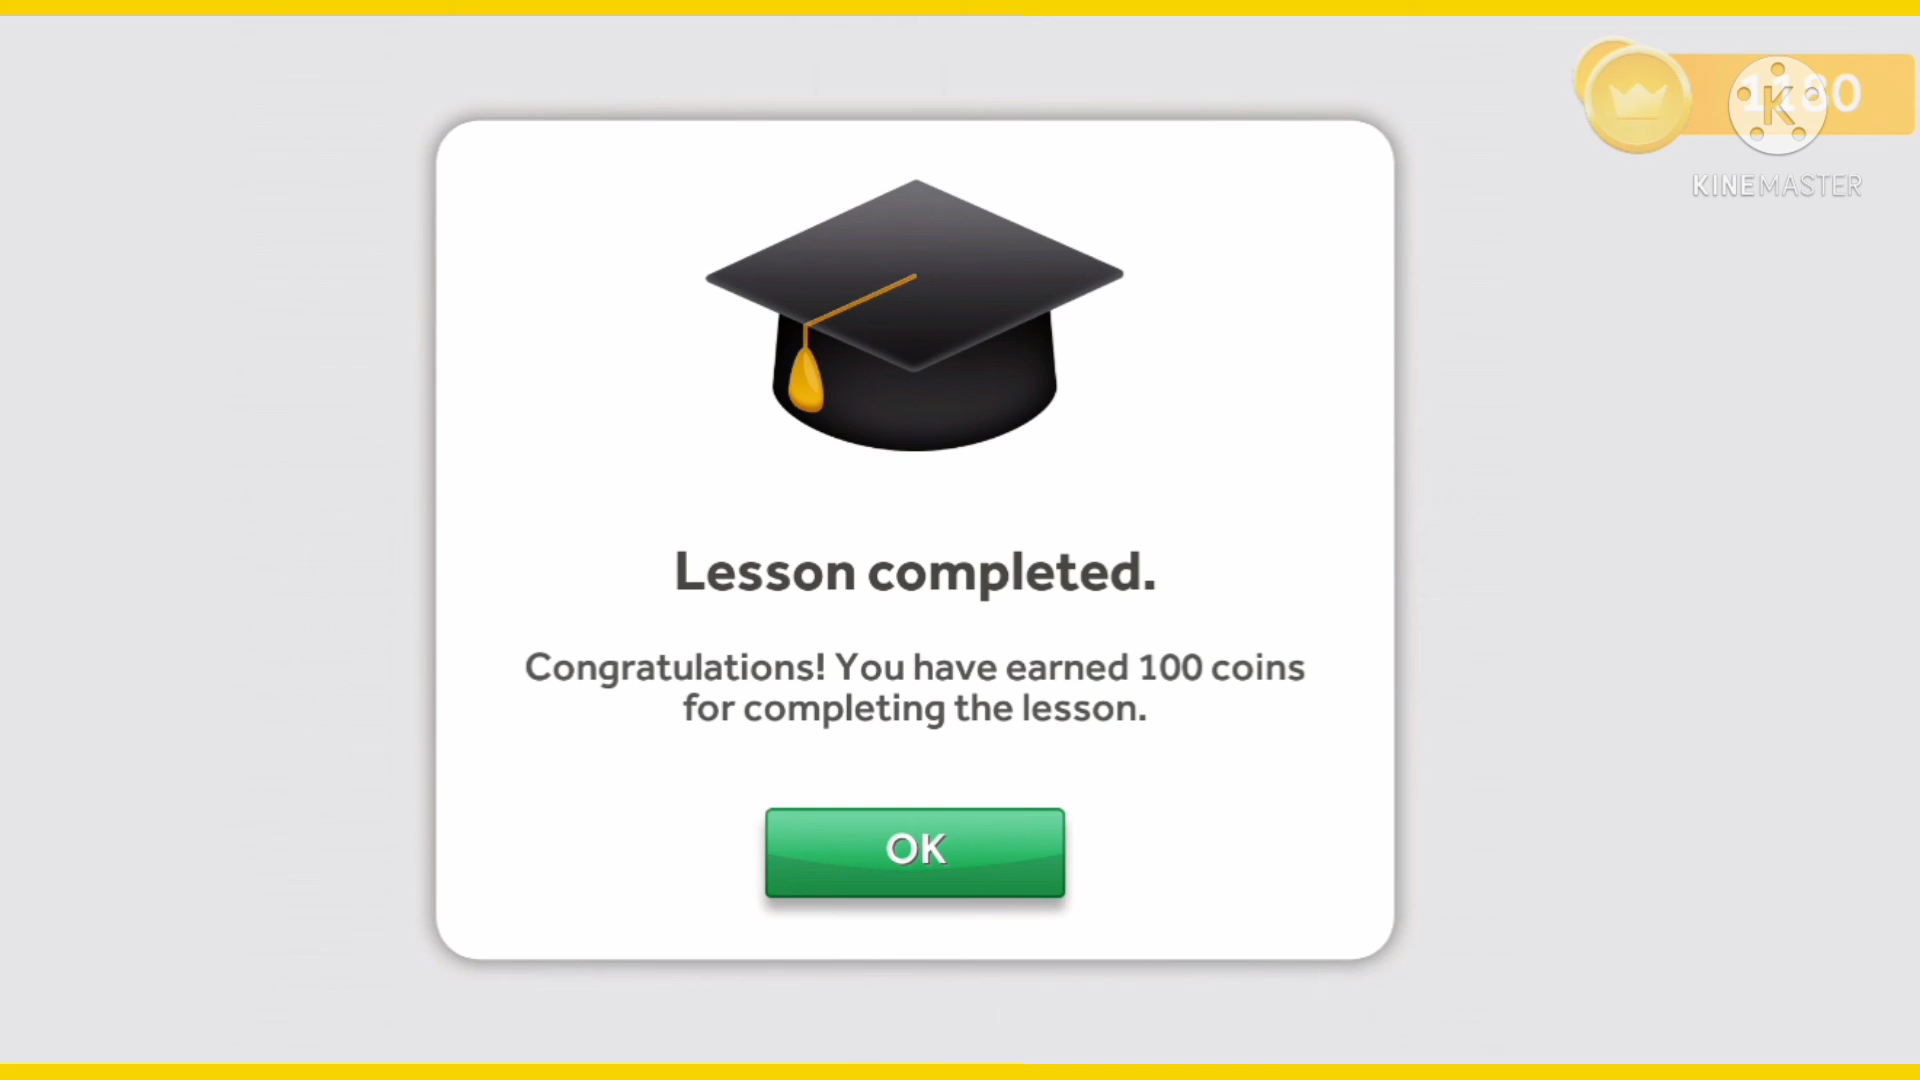 KINEMASTER
Lesson completed.
Congratulations! You have earned 100 coins
for completing the lesson.
OK